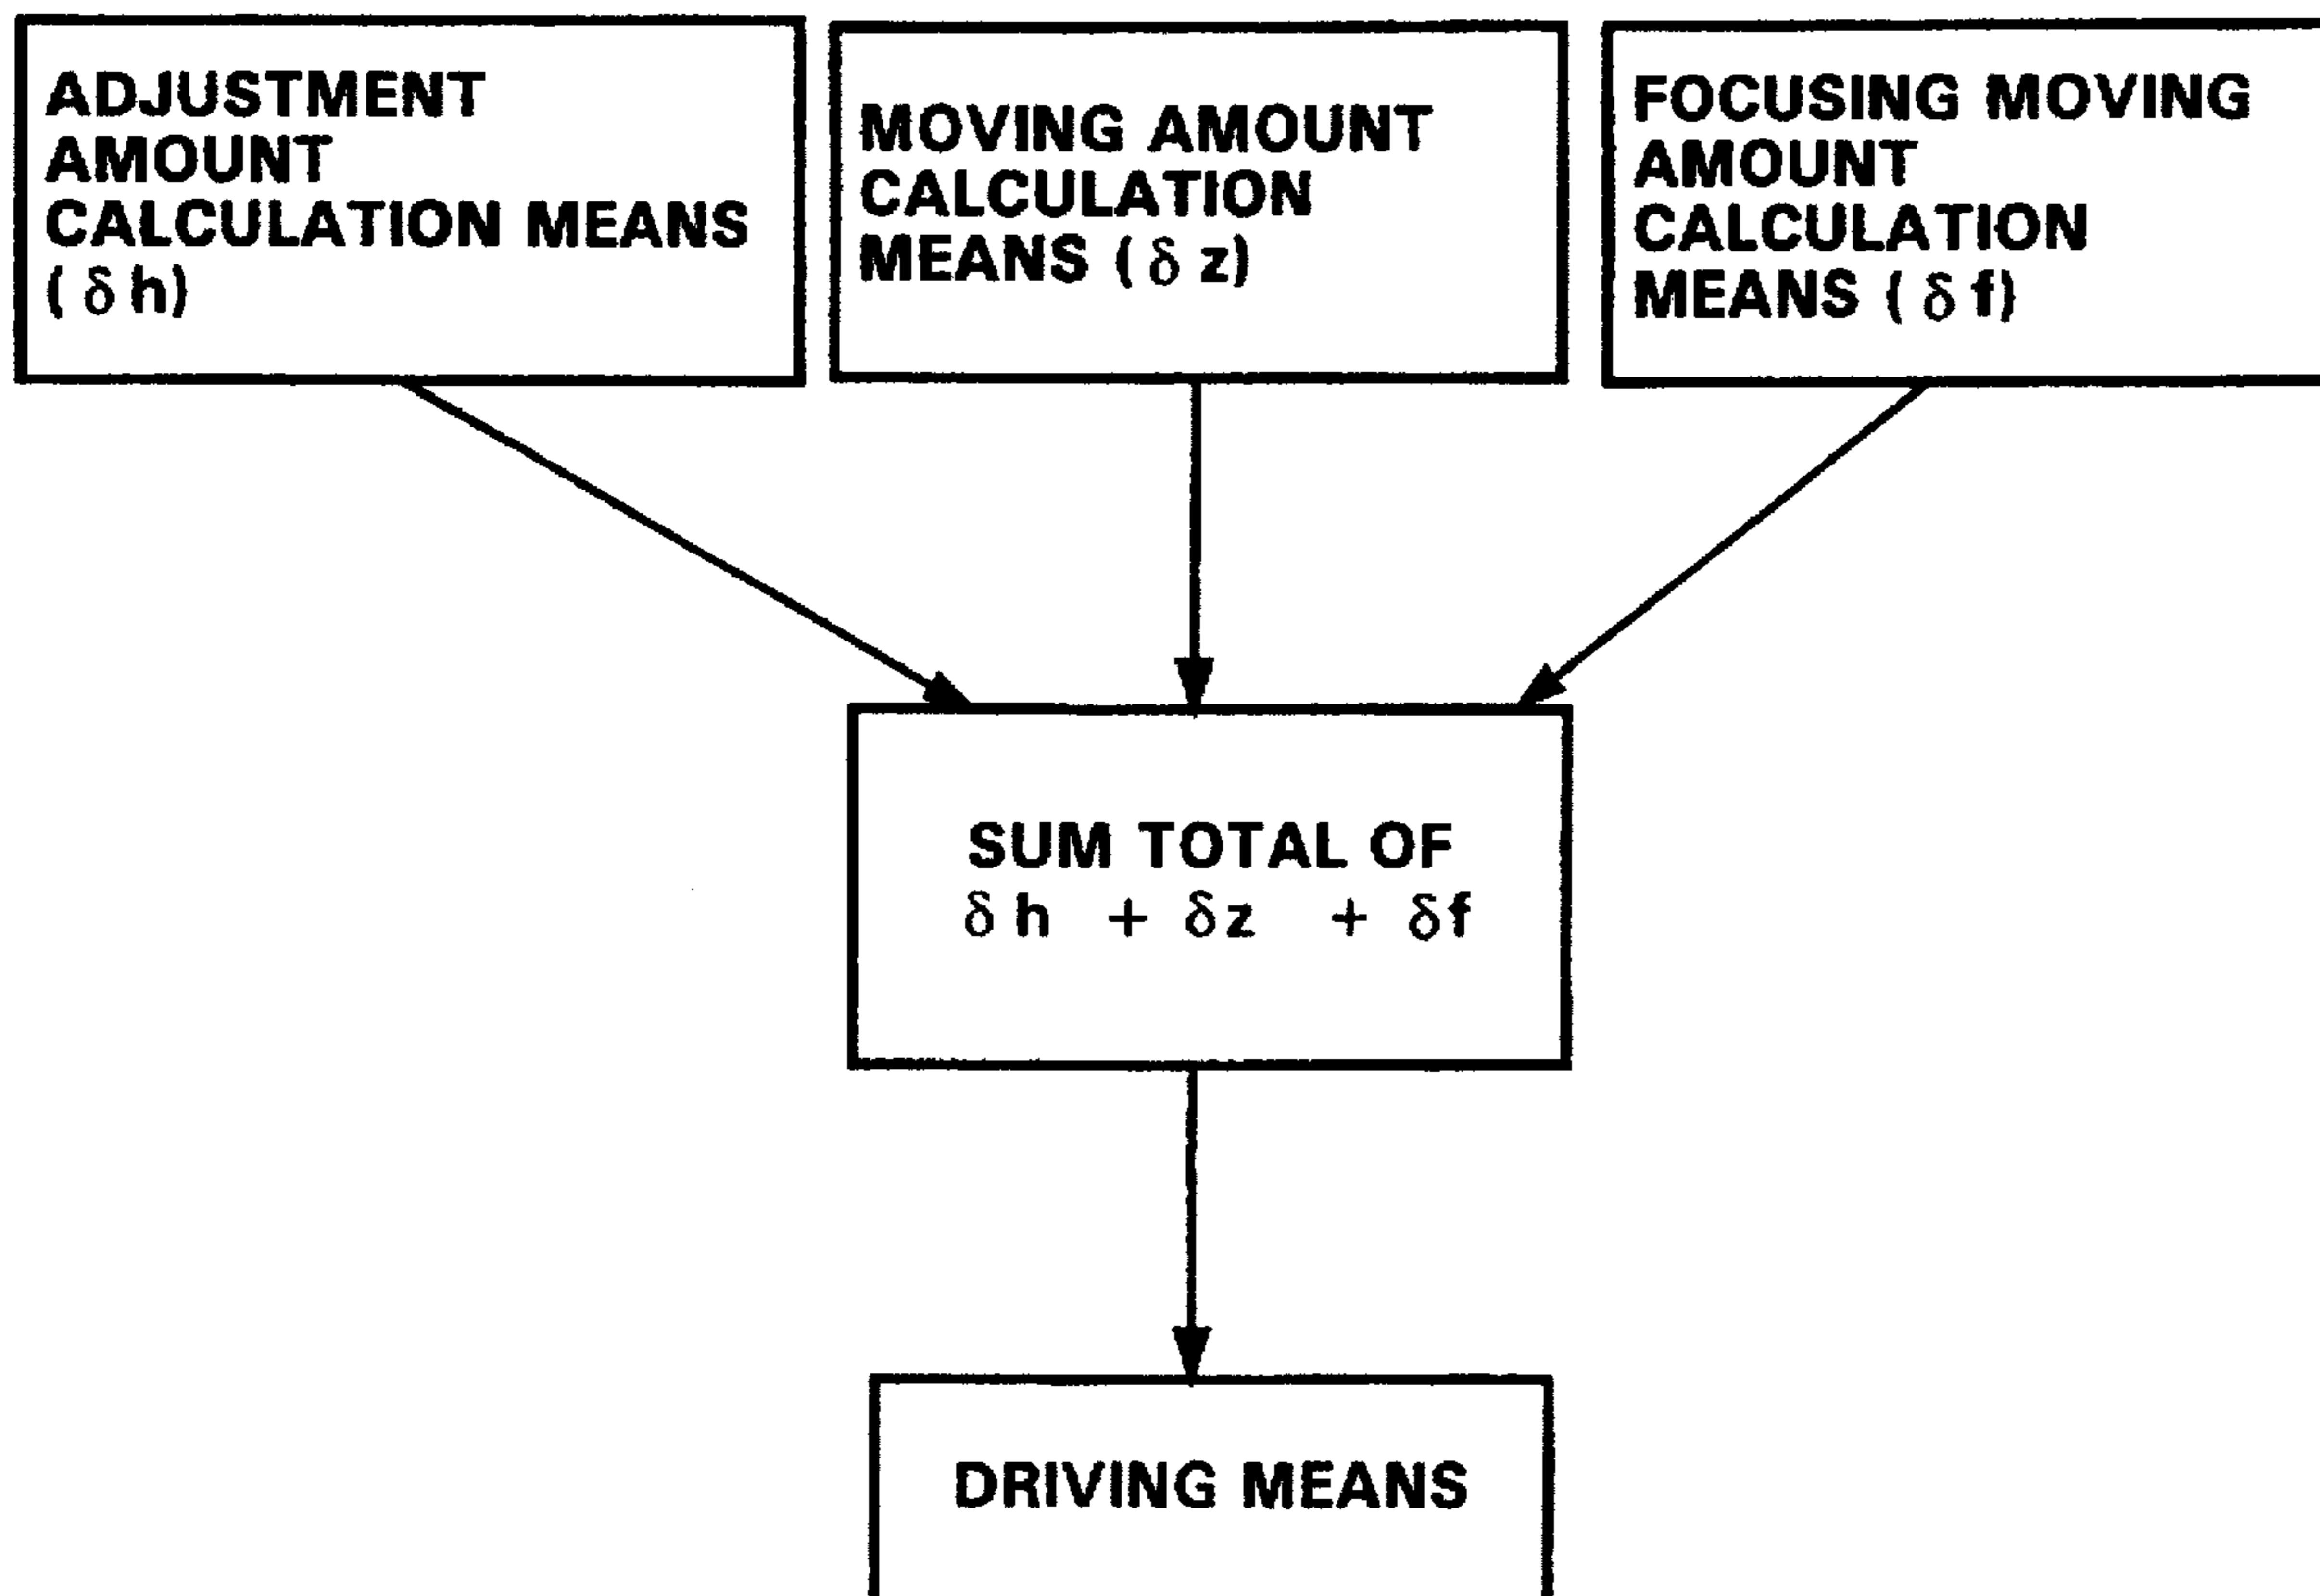 ADJUSTMENT
AMOUNT
CALCULATION MEANS
(δh)
MOVING AMOUNT
CALCULATION
MEANS (δz)
FOCUSING MOVING
AMOUNT
CALCULATION
MEANS (δf)
SUM TOTAL OF
δh + δz + δf
DRIVING MEANS